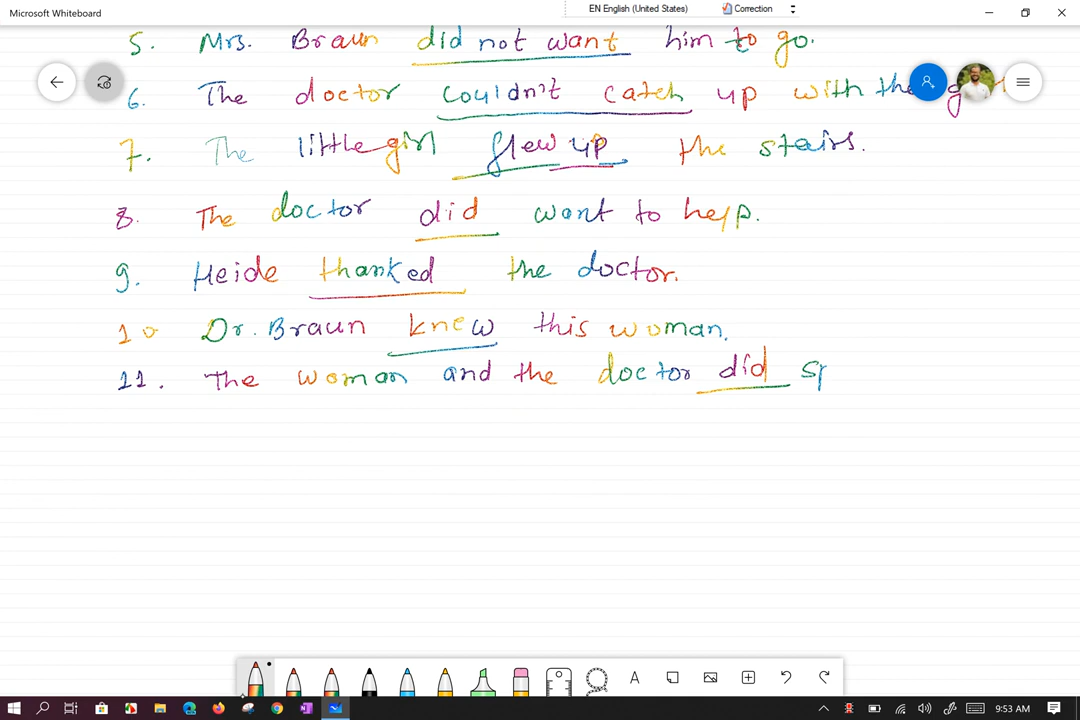 Microsoft Whiteboard
EN English (United States)
Correction
5. Mrs. Braun did not want him to go.
6. The doctor couldn't catch up with the
7. The little girl flew up the stairs.
8. The doctor did want to help.
9. Heide thanked the doctor.
10 Dr. Braun knew this woman.
11. The woman and the doctor did sp
A
9:53 AM